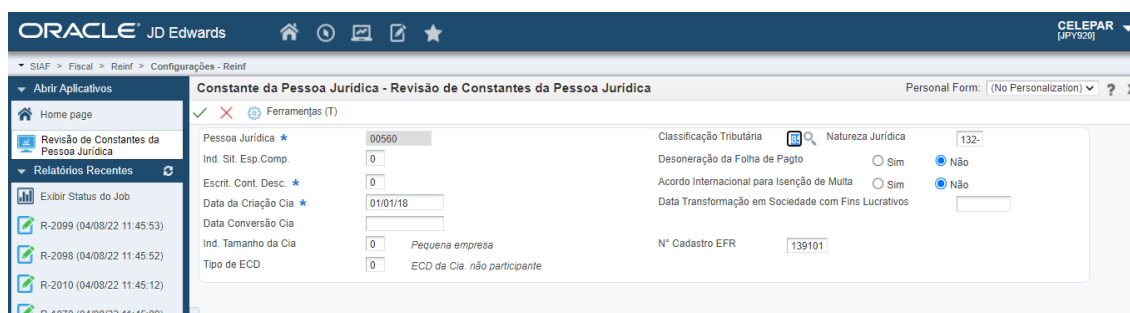 ORACLE JD Edwards
CELEPAR
[JPY920]
SIAF > Fiscal > Reinf > Configurações - Reinf
Abrir Aplicativos
Constante da Pessoa Jurídica - Revisão de Constantes da Pessoa Jurídica
Personal Form: (No Personalization) ?
Home page
Ferramentas (T)
Revisão de Constantes da
Pessoa Jurídica
Pessoa Jurídica * 00560
Classificação Tributária
Natureza Jurídica 132-
Ind. Sit. Esp.Comp. 0
Desoneração da Folha de Pagto Sim Não
Relatórios Recentes
Escrit. Cont. Desc. * 0
Acordo Internacional para Isenção de Multa Sim Não
Exibir Status do Job
Data da Criação Cia * 01/01/18
Data Transformação em Sociedade com Fins Lucrativos
R-2099 (04/08/22 11:45:53)
Data Conversão Cia
Ind. Tamanho da Cia 0 Pequena empresa
N° Cadastro EFR 139101
R-2098 (04/08/22 11:45:52)
Tipo de ECD 0 ECD da Cia. não participante
R-2010 (04/08/22 11:45:12)